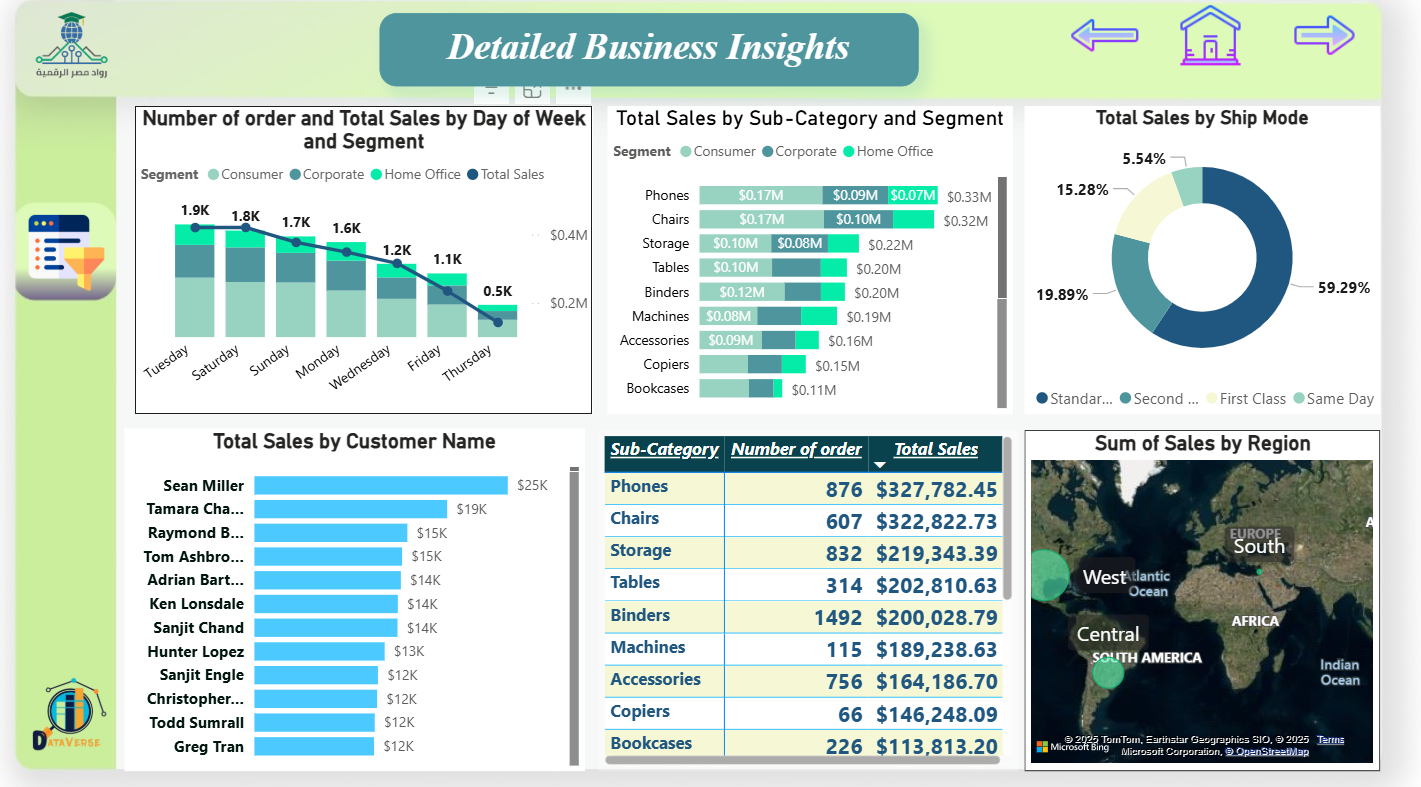 رواد مصر الرقمية
Detailed Business Insights
Number of order and Total Sales by Day of Week
and Segment
Segment Consumer Corporate Home Office Total Sales
1.9K 1.8K 1.7K 1.6K 1.2K 1.1K 0.5K
$0.4M
$0.2M
Tuesday Saturday Sunday Monday Wednesday Friday Thursday
Total Sales by Sub-Category and Segment
Segment Consumer Corporate Home Office
Phones $0.17M $0.09M $0.07M $0.33M
Chairs $0.17M $0.10M $0.32M
Storage $0.10M $0.08M $0.22M
Tables $0.10M $0.20M
Binders $0.12M $0.20M
Machines $0.08M $0.19M
Accessories $0.09M $0.16M
Copiers $0.15M
Bookcases $0.11M
Total Sales by Ship Mode
5.54%
15.28%
19.89%
59.29%
Standar... Second ... First Class Same Day
Total Sales by Customer Name
Sean Miller $25K
Tamara Cha... $19K
Raymond B... $15K
Tom Ashbro... $15K
Adrian Bart... $14K
Ken Lonsdale $14K
Sanjit Chand $14K
Hunter Lopez $13K
Sanjit Engle $12K
Christopher... $12K
Todd Sumrall $12K
Greg Tran $12K
Sub-Category Number of order Total Sales
Phones 876 $327,782.45
Chairs 607 $322,822.73
Storage 832 $219,343.39
Tables 314 $202,810.63
Binders 1492 $200,028.79
Machines 115 $189,238.63
Accessories 756 $164,186.70
Copiers 66 $146,248.09
Bookcases 226 $113,813.20
Sum of Sales by Region
A
EUROPE
South
West
Atlantic
Ocean
AFRICA
Central
SOUTH AMERICA
Indian
Ocean
Microsoft Bing
© 2025 TomTom, Earthstar Geographics SIO, © 2025 Terms
Microsoft Corporation, © OpenStreetMap
DATAVERSE